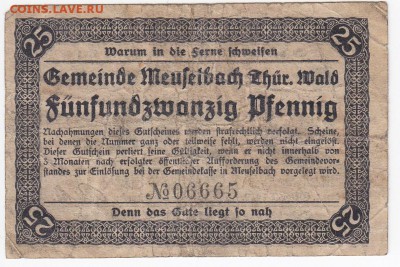 COINS.LAVE.RU
25 25
Warum in die Ferne schweifen
Gemeinde Meuselbach Thür. Wald
Fünfundzwanzig Pfennig
Nachahmungen dieses Gutscheines werden strafrechtlich verfolgt. Scheine,
bei denen die Nummer ganz oder teilweise fehlt, werden nicht eingelöst.
Dieser Gutschein verliert seine Gültigkeit, wenn er nicht innerhalb von
3 Monaten nach erfolgter öffentlicher Aufforderung des Gemeindevor-
standes zur Einlösung bei der Gemeindekasse in Meuselbach vorgelegt wird.
№06665
Denn das Gute liegt so nah
25 25